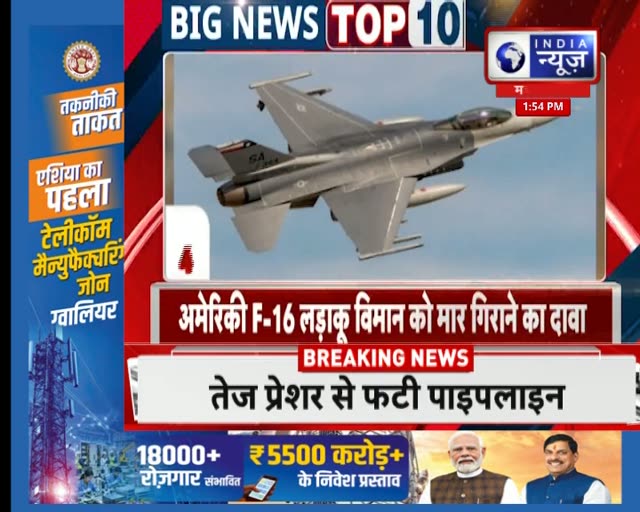 BIG NEWS TOP 10
INDIA
न्यूज़
1:54 PM
तकनीकी
ताकत
एशिया का
पहला
टेलीकॉम
मैन्युफैक्चरिंग
जोन
ग्वालियर
SA
4
अमेरिकी F-16 लड़ाकू विमान को मार गिराने का दावा
BREAKING NEWS
तेज प्रेशर से फटी पाइपलाइन
18000+
रोज़गार संभावित
₹5500 करोड़+
के निवेश प्रस्ताव